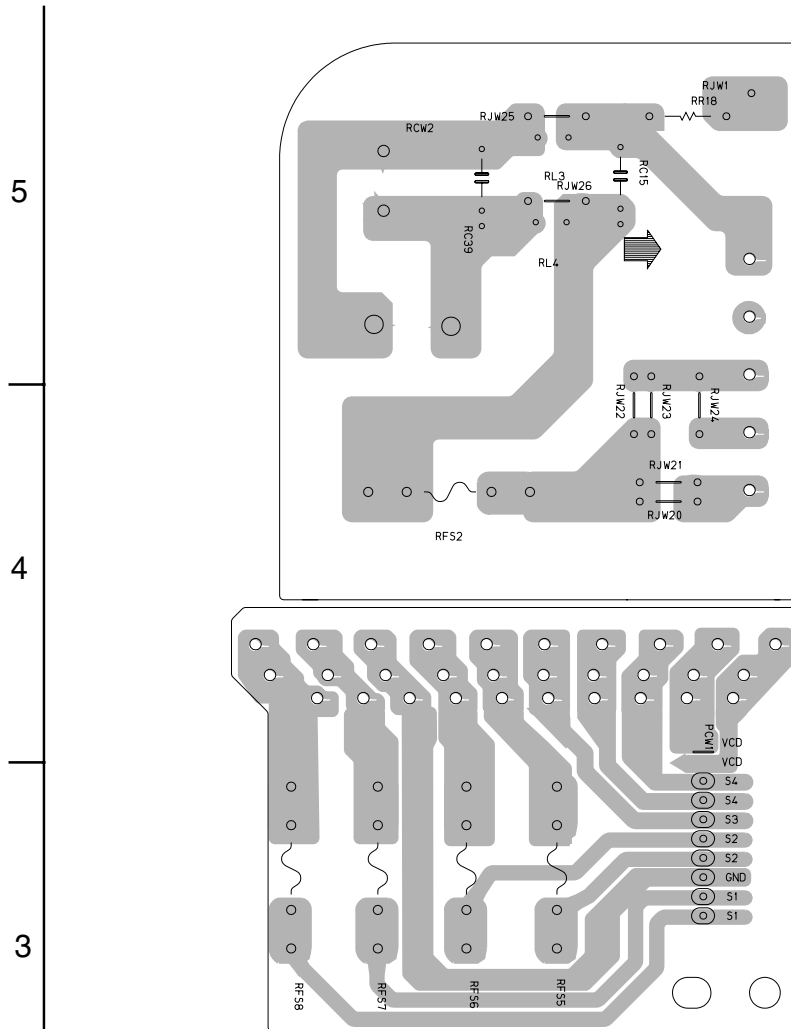 RJW1
RR18
RJW25
RCW2
5
RC15
RL3
RJW26
RC39
RL4
RJW22
RJW23
RJW24
RJW21
RJW20
RFS2
4
PCW1
VCD
VCD
S4
S4
S3
S2
S2
GND
S1
S1
3
RFS8
RFS7
RFS6
RFS5